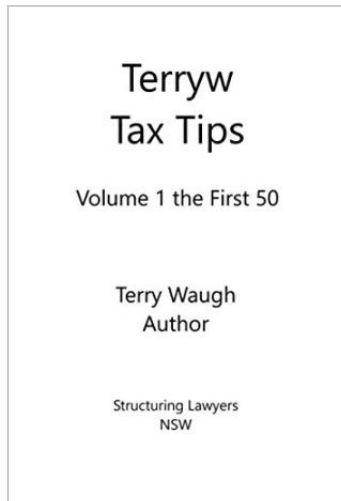 Terryw
Tax Tips
Volume 1 the First 50
Terry Waugh
Author
Structuring Lawyers
NSW